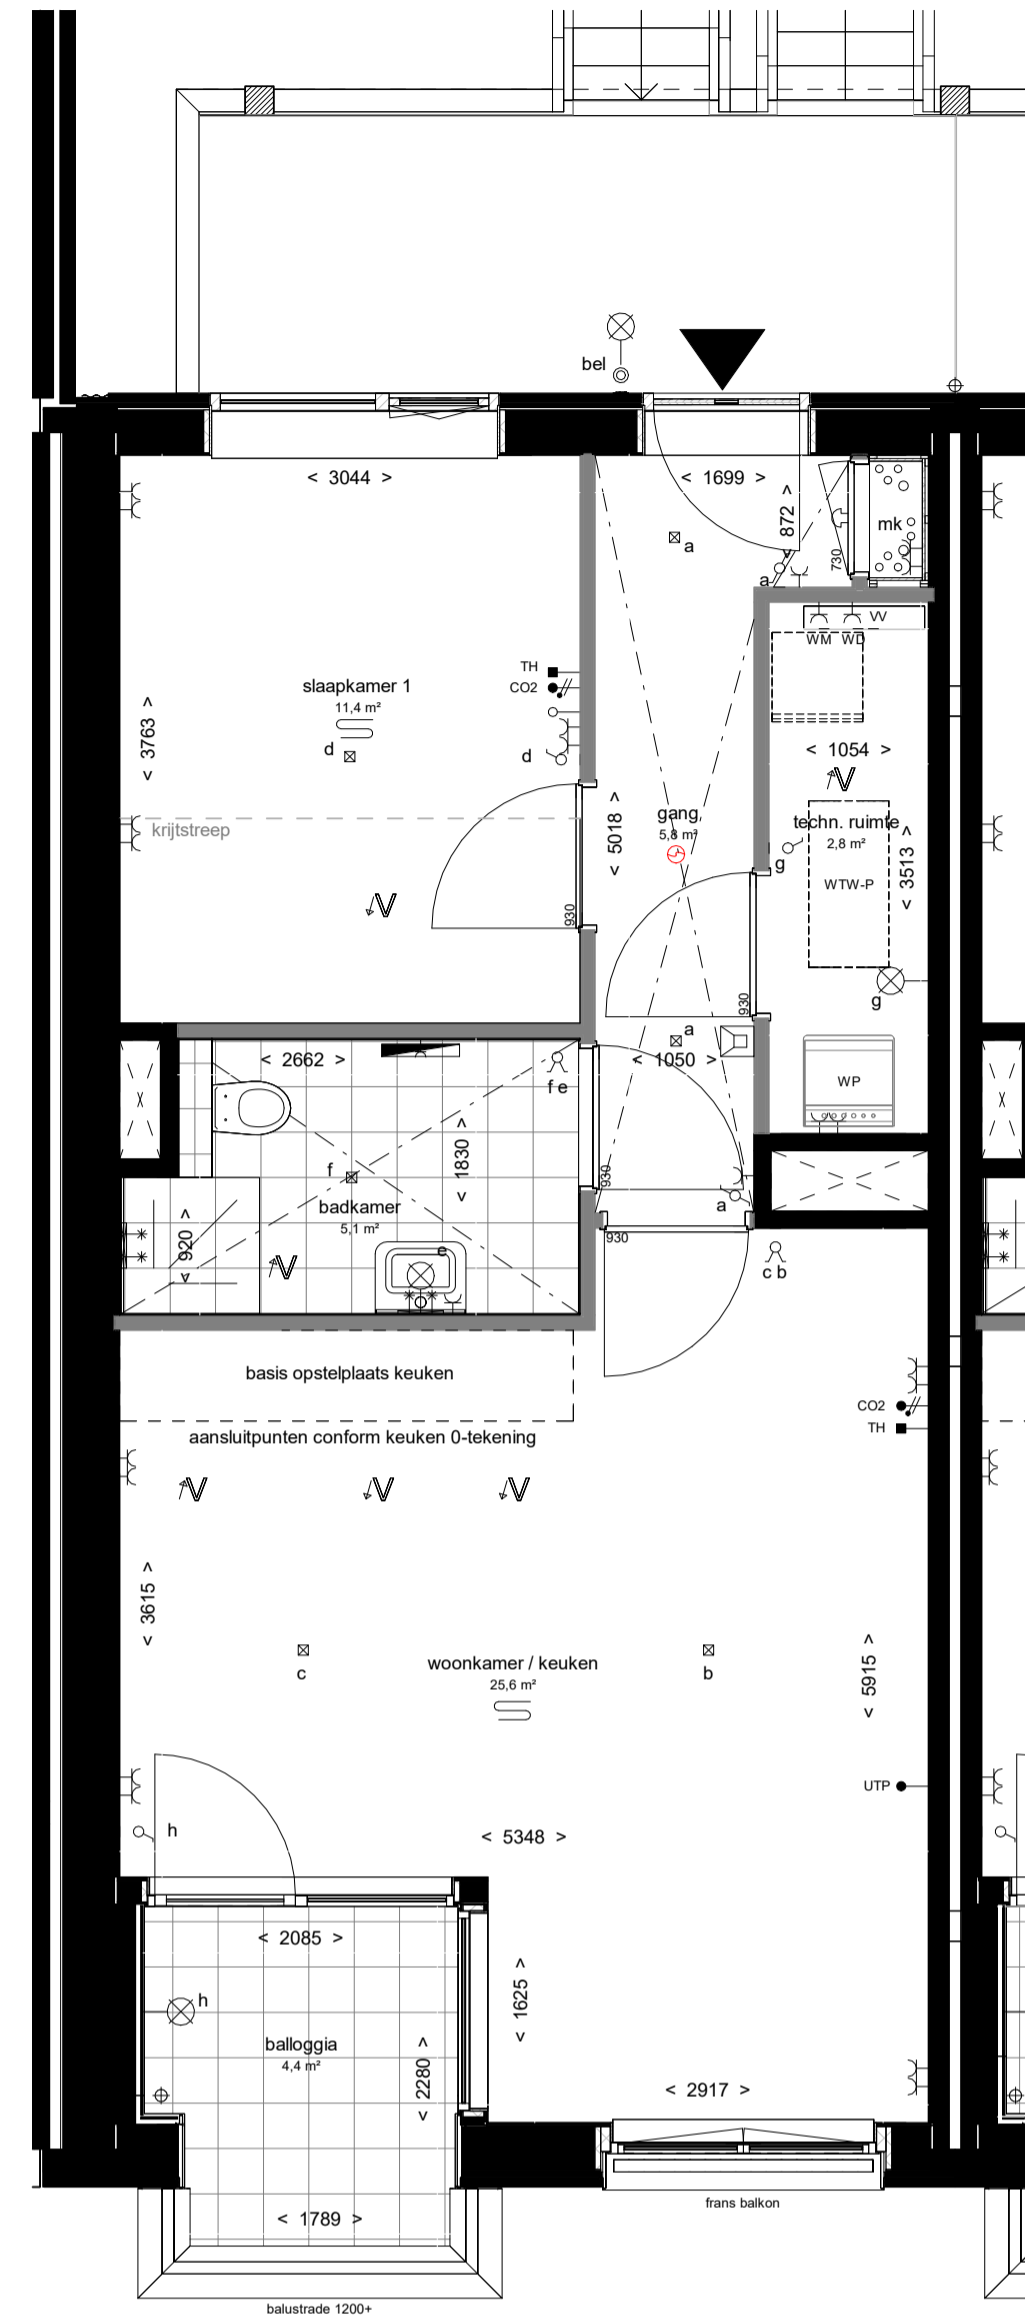 bel
< 3044 >
< 1699 >
< 872 >
mk
a
730
a
WM WD VV
TH
CO2
slaapkamer 1
11,4 m²
d
d
< 3763 >
< 1054 >
V
krijtstreep
gang
5,8 m²
< 5018 >
techn. ruimte
2,8 m²
g
WTW-P
< 3513 >
V
930
930
g
a
< 2662 >
< 1050 >
f e
WP
< 1830 >
f
badkamer
5,1 m²
930
a
< 920 >
V
e
930
c b
basis opstelplaats keuken
aansluitpunten conform keuken 0-tekening
CO2
TH
V V V
< 3615 >
c
woonkamer / keuken
25,6 m²
b
< 5915 >
UTP
h
< 5348 >
< 2085 >
h
< 1625 >
balloggia
4,4 m²
< 2280 >
< 2917 >
frans balkon
< 1789 >
balustrade 1200+